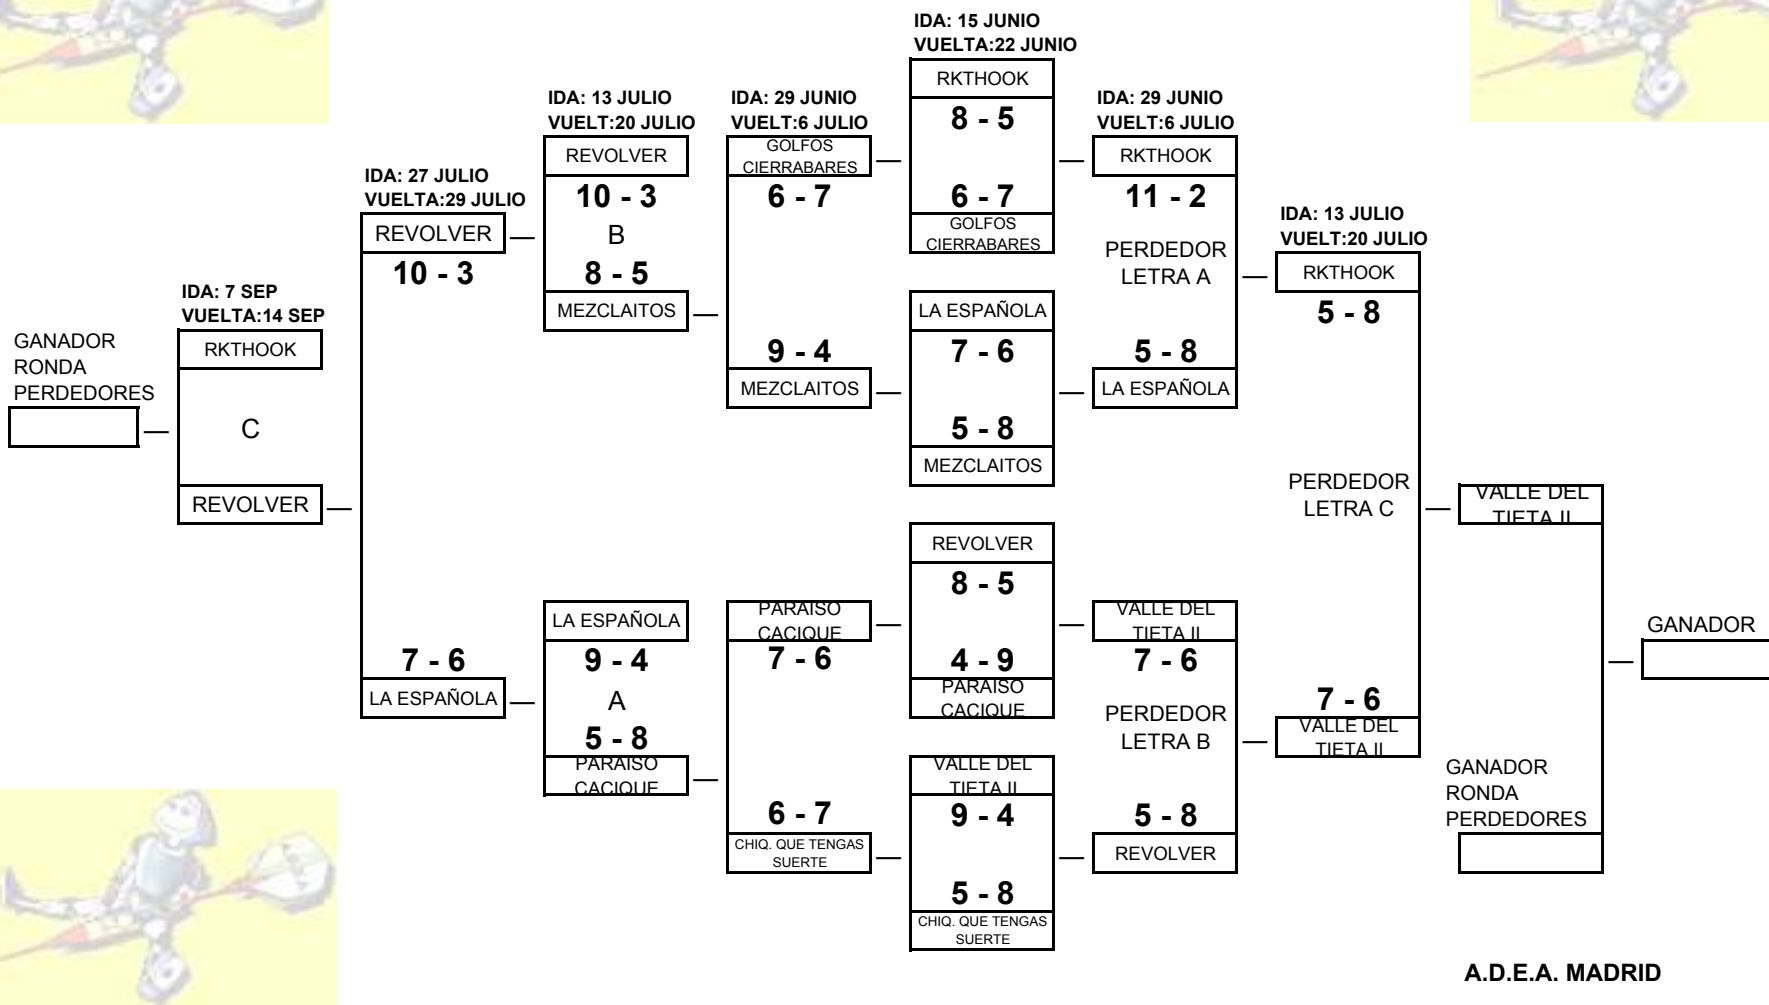 IDA: 15 JUNIO
VUELTA:22 JUNIO
RKTHOOK
8 - 5
6 - 7
GOLFOS
CIERRABARES
LA ESPAÑOLA
7 - 6
5 - 8
MEZCLAITOS
REVOLVER
8 - 5
4 - 9
PARAISO
CACIQUE
VALLE DEL
TIETA II
9 - 4
5 - 8
CHIQ. QUE TENGAS
SUERTE
IDA: 29 JUNIO
VUELT:6 JULIO
GOLFOS
CIERRABARES
6 - 7
9 - 4
MEZCLAITOS
PARAISO
CACIQUE
7 - 6
6 - 7
CHIQ. QUE TENGAS
SUERTE
IDA: 13 JULIO
VUELT:20 JULIO
REVOLVER
10 - 3
B
8 - 5
MEZCLAITOS
LA ESPAÑOLA
9 - 4
A
5 - 8
PARAISO
CACIQUE
IDA: 27 JULIO
VUELTA:29 JULIO
REVOLVER
10 - 3
7 - 6
LA ESPAÑOLA
IDA: 7 SEP
VUELTA:14 SEP
RKTHOOK
C
REVOLVER
GANADOR
RONDA
PERDEDORES
IDA: 29 JUNIO
VUELT:6 JULIO
RKTHOOK
11 - 2
PERDEDOR
LETRA A
5 - 8
LA ESPAÑOLA
VALLE DEL
TIETA II
7 - 6
PERDEDOR
LETRA B
5 - 8
REVOLVER
IDA: 13 JULIO
VUELT:20 JULIO
RKTHOOK
5 - 8
PERDEDOR
LETRA C
7 - 6
VALLE DEL
TIETA II
VALLE DEL
TIETA II
GANADOR
RONDA
PERDEDORES
GANADOR
A.D.E.A. MADRID